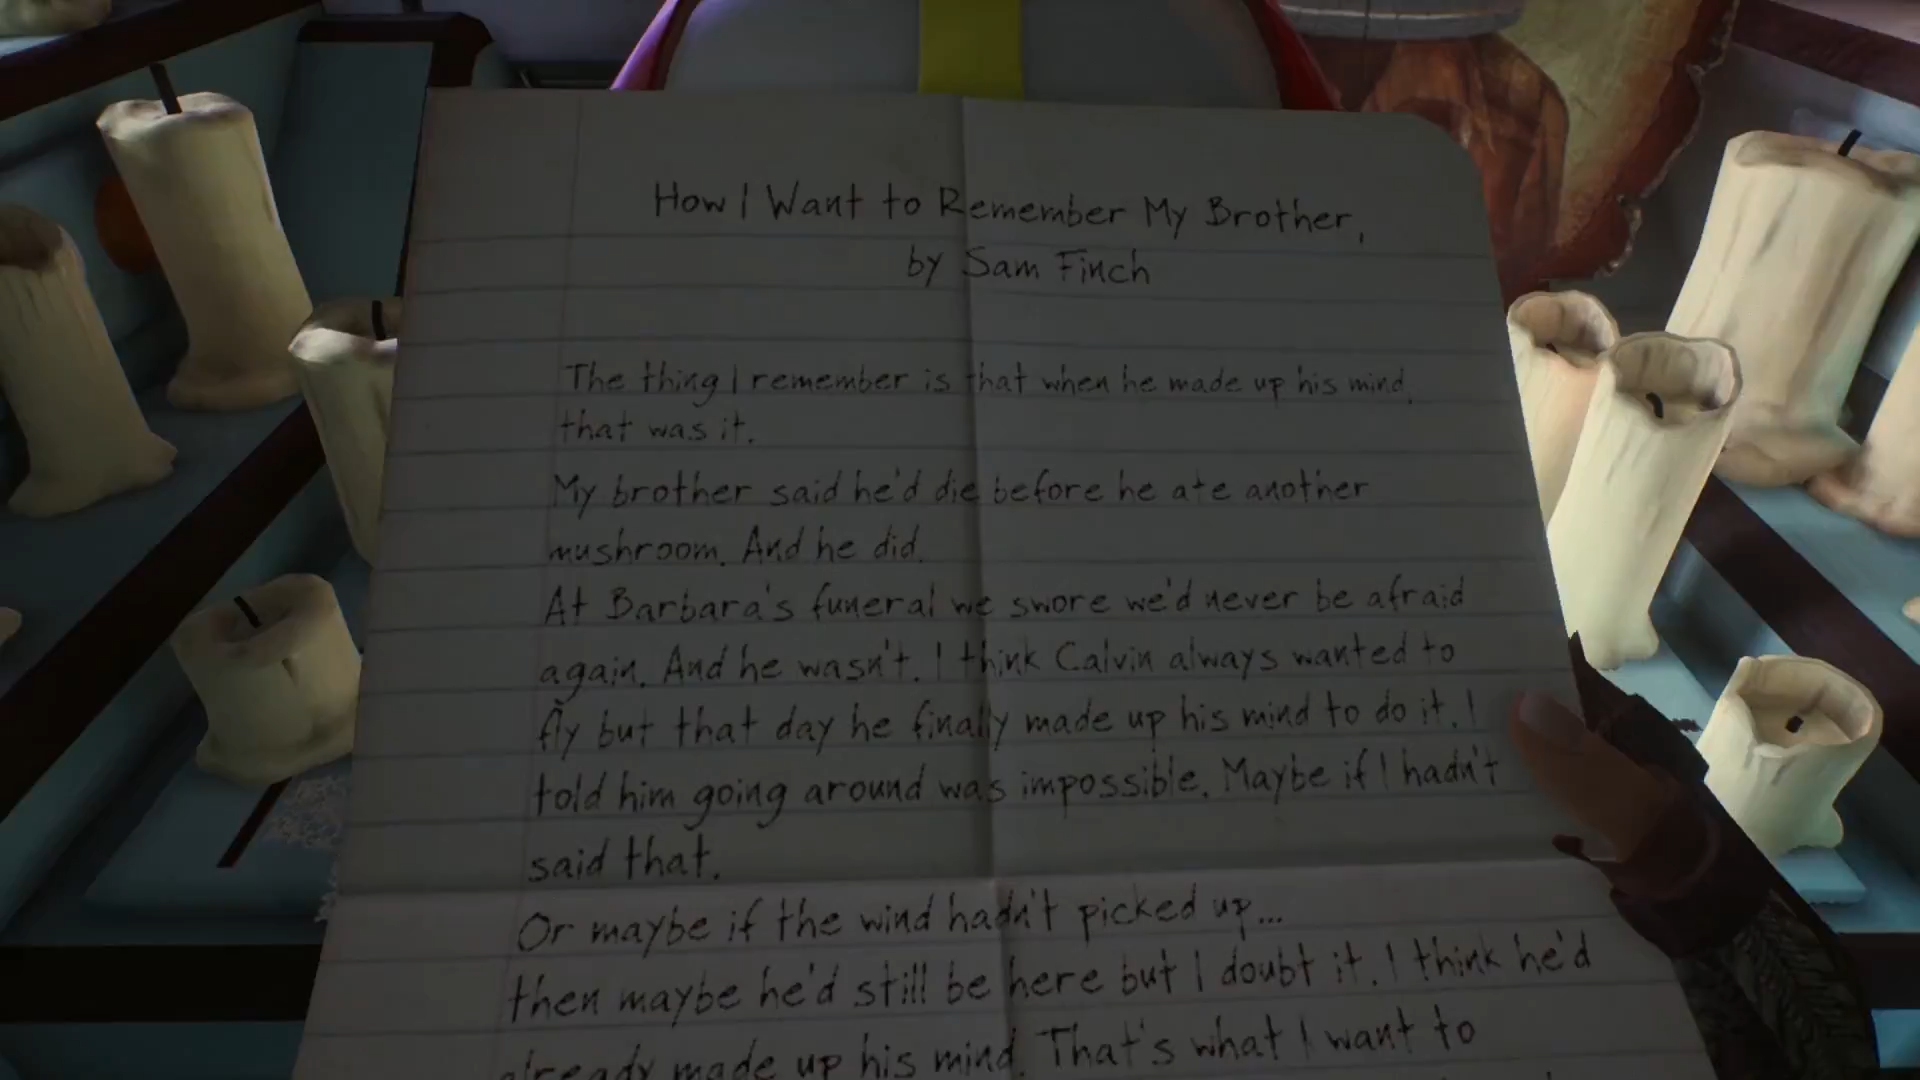 How I Want to Remember My Brother,
by Sam Finch
The thing I remember is that when he made up his mind,
that was it.
My brother said he'd die before he ate another
mushroom. And he did.
At Barbara's funeral we swore we'd never be afraid
again. And he wasn't. I think Calvin always wanted to
fly but that day he finally made up his mind to do it. I
told him going around was impossible. Maybe if I hadn't
said that.
Or maybe if the wind hadn't picked up...
then maybe he'd still be here but I doubt it. I think he'd
already made up his mind. That's what I want to